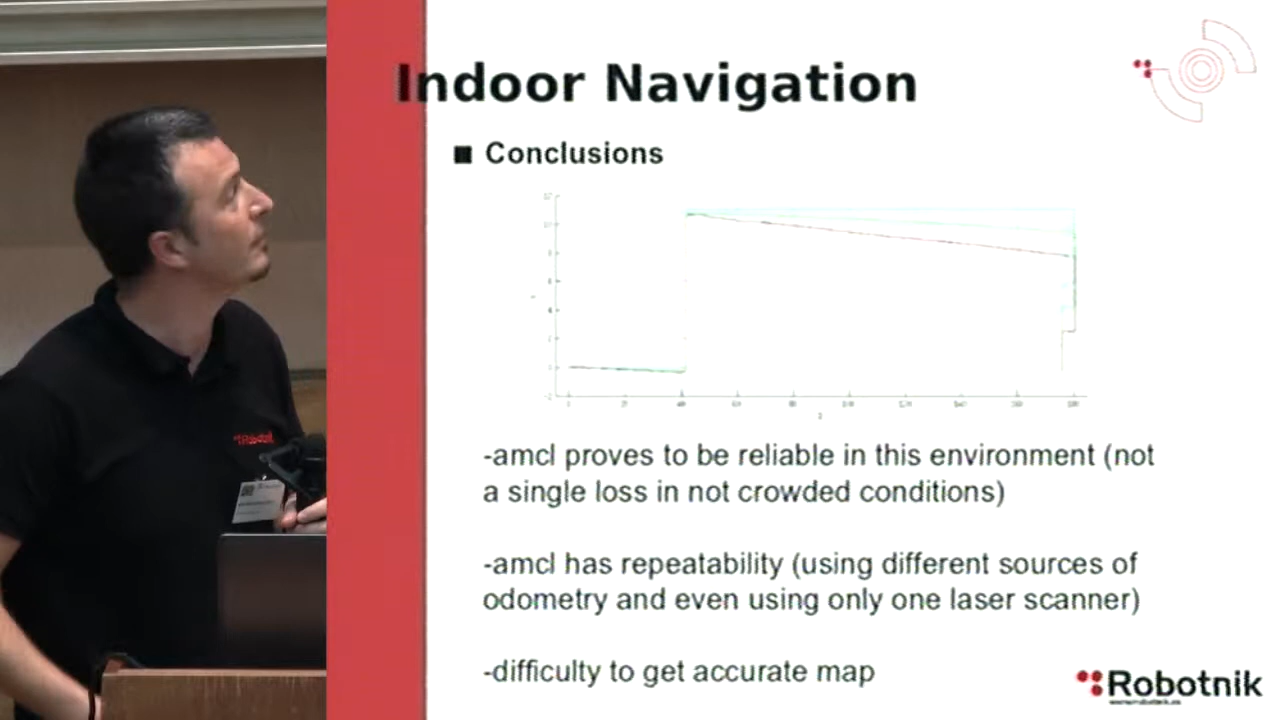 Indoor Navigation
Conclusions
-amcl proves to be reliable in this environment (not
a single loss in not crowded conditions)
-amcl has repeatability (using different sources of
odometry and even using only one laser scanner)
-difficulty to get accurate map
Robotnik